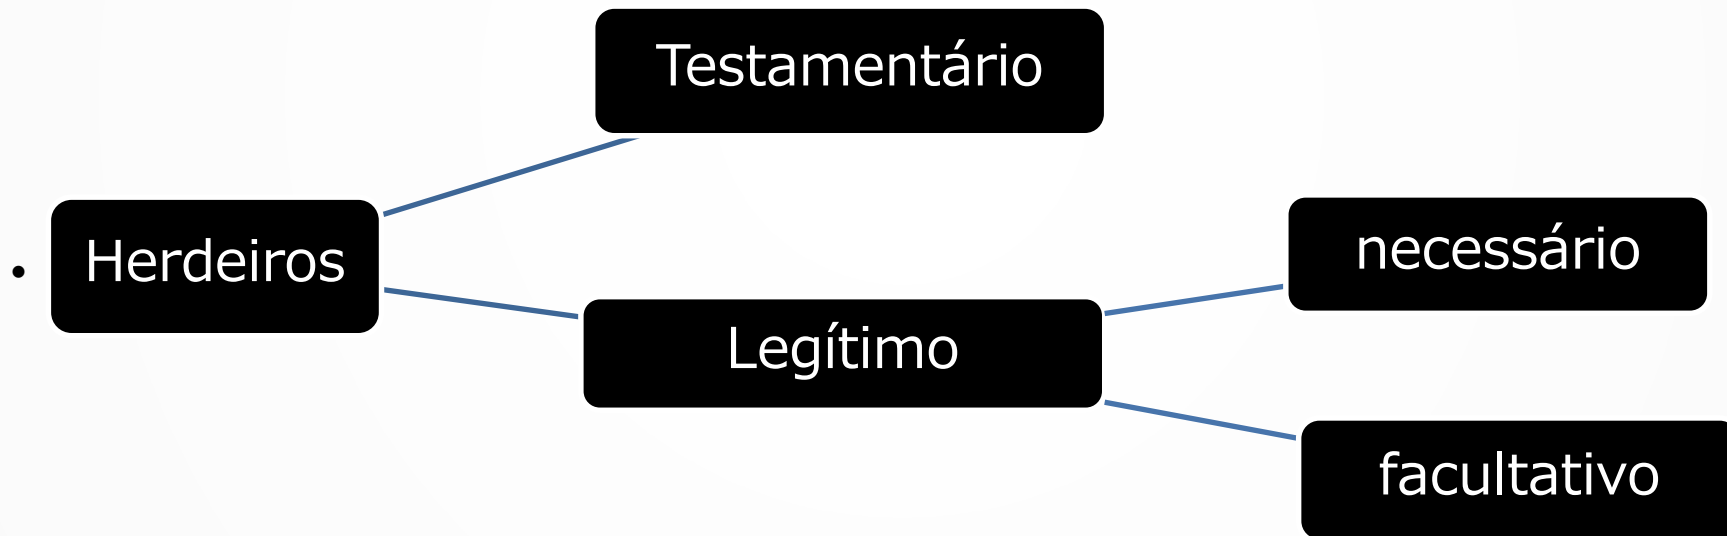 Testamentário
• Herdeiros
necessário
Legítimo
facultativo